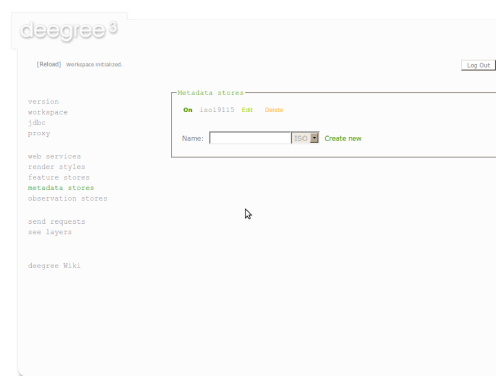 deegree 3
[Reload] Workspace initialized.
Log Out
version
workspace
jdbc
proxy
web services
render styles
feature stores
metadata stores
observation stores
send requests
see layers
deegree Wiki
Metadata stores
On iso19115 Edit Delete
Name: ISO Create new